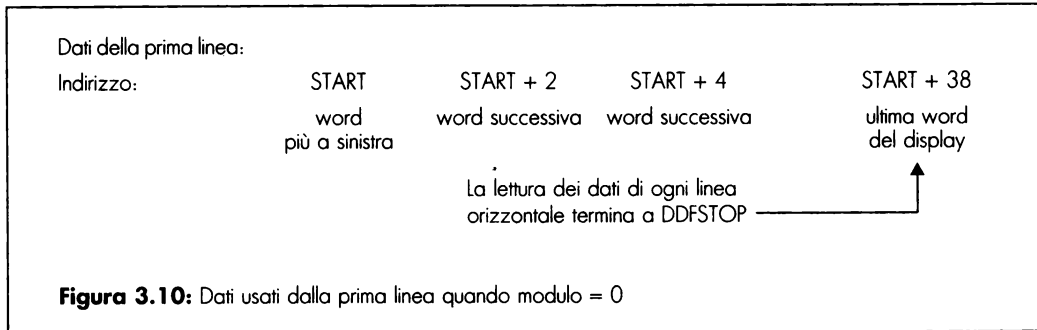 Dati della prima linea:
Indirizzo: START START + 2 START + 4 START + 38
word word successiva word successiva ultima word
più a sinistra del display
La lettura dei dati di ogni linea
orizzontale termina a DDFSTOP
Figura 3.10: Dati usati dalla prima linea quando modulo = 0